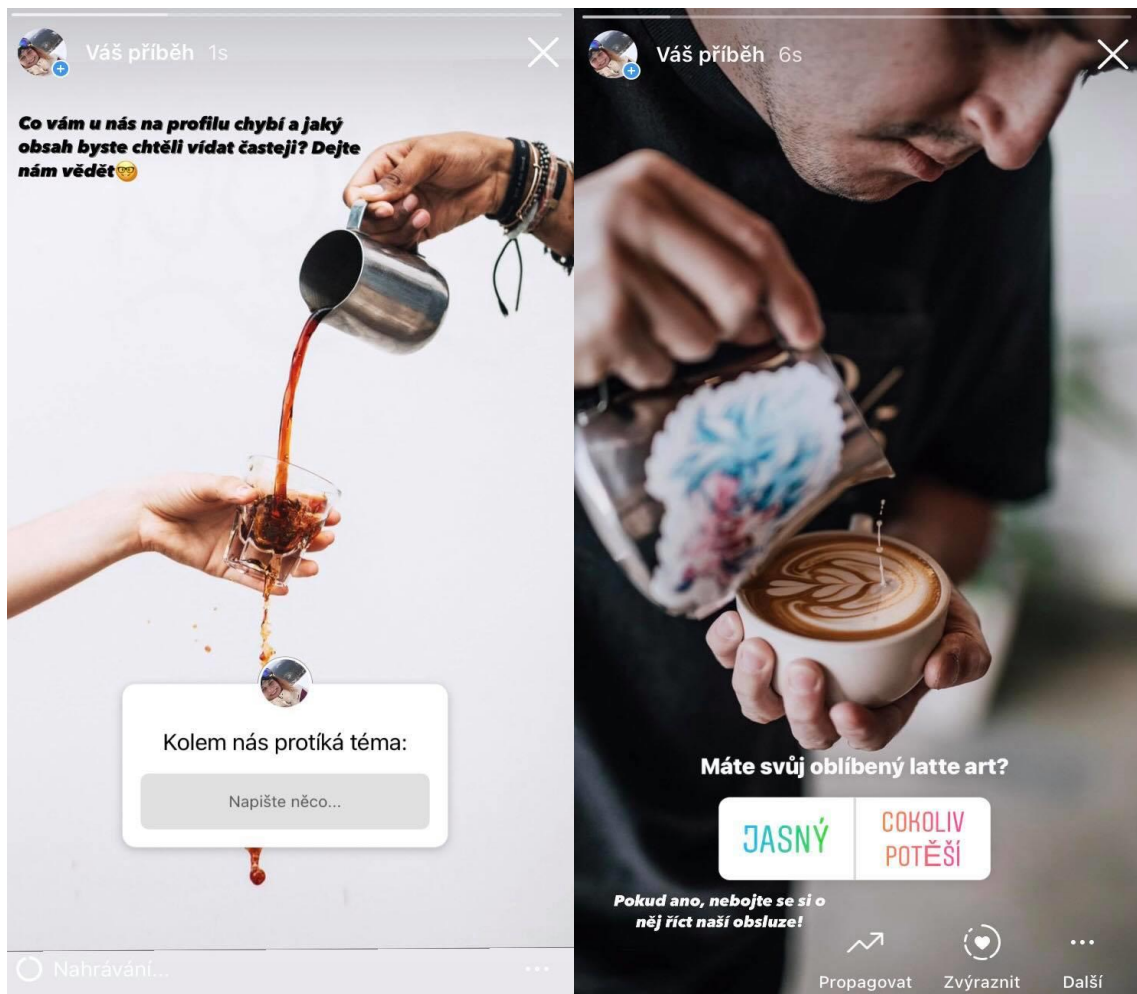 Váš příběh 1s
Co vám u nás na profilu chybí a jaký
obsah byste chtěli vídat častěji? Dejte
nám vědět🤓
Kolem nás protíká téma:
Napište něco...
Nahrávání...
Váš příběh 6s
Máte svůj oblíbený latte art?
JASNÝ
COKOLIV
POTĚŠÍ
Pokud ano, nebojte se si o
něj říct naší obsluze!
Propagovat Zvýraznit Další